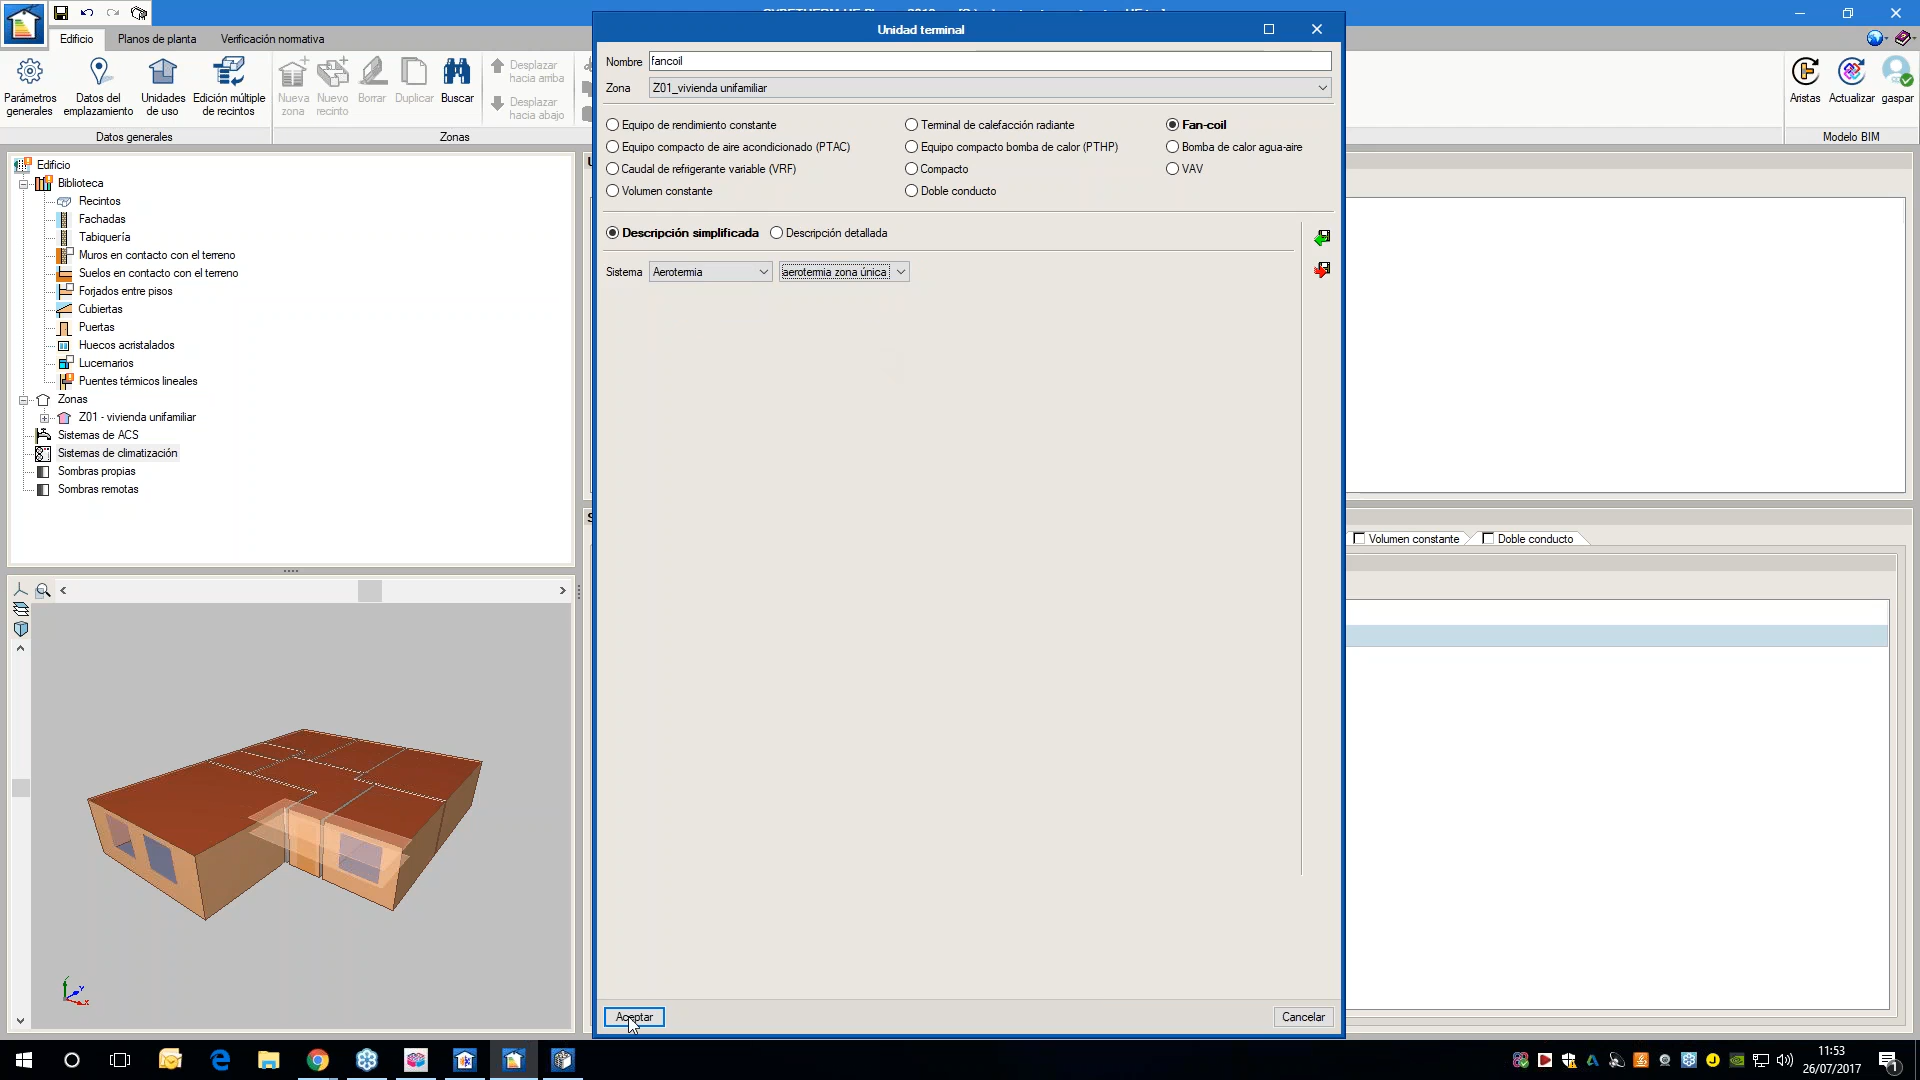 Unidad terminal
Edificio
Planos de planta
Verificación normativa
Parámetros generales
Datos del emplazamiento
Unidades de uso
Edición múltiple de recintos
Nueva zona
Nuevo recinto
Borrar
Duplicar
Buscar
Desplazar hacia arriba
Desplazar hacia abajo
Datos generales
Zonas
Aristas
Actualizar
gaspar
Modelo BIM
Nombre
fancoil
Zona
Z01_vivienda unifamiliar
Equipo de rendimiento constante
Terminal de calefacción radiante
Fan-coil
Equipo compacto de aire acondicionado (PTAC)
Equipo compacto bomba de calor (PTHP)
Bomba de calor agua-aire
Caudal de refrigerante variable (VRF)
Compacto
VAV
Volumen constante
Doble conducto
Descripción simplificada
Descripción detallada
Sistema
Aerotermia
aerotermia zona única
Edificio
Biblioteca
Recintos
Fachadas
Tabiquería
Muros en contacto con el terreno
Suelos en contacto con el terreno
Forjados entre pisos
Cubiertas
Puertas
Huecos acristalados
Lucernarios
Puentes térmicos lineales
Zonas
Z01 - vivienda unifamiliar
Sistemas de ACS
Sistemas de climatización
Sombras propias
Sombras remotas
Volumen constante
Doble conducto
Aceptar
Cancelar
11:53
26/07/2017